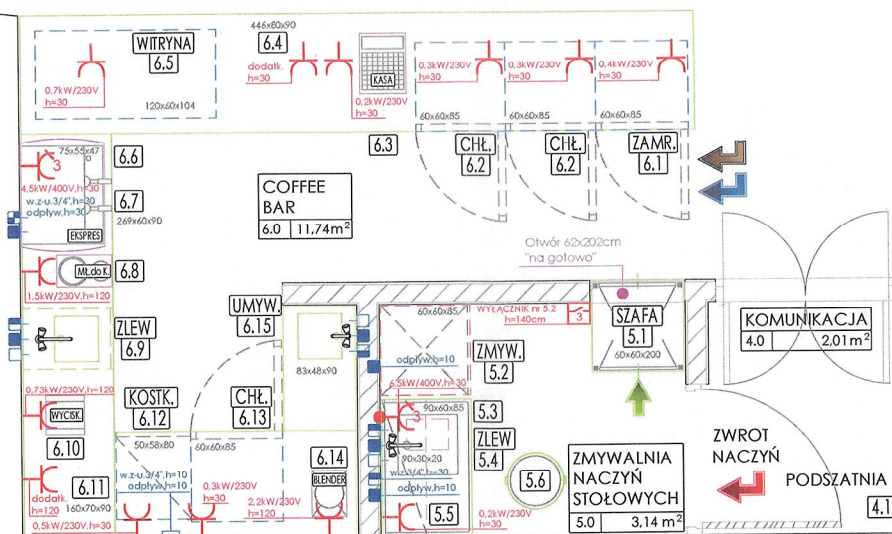 446x80x90
WITRYNA
6.5
6.4
dodatk.
h=30
KASA
0,7kW/230V
h=30
120x60x104
0,2kW/230V
h=30
0,3kW/230V
h=30
0,3kW/230V
h=30
0,4kW/230V
h=30
60x60x85
60x60x85
60x60x85
6.3
CHŁ.
6.2
CHŁ.
6.2
ZAMR.
6.1
75x55x47
3
6.6
4.5kW/400V,h=30
w.z-u.3/4",h=30
odpływ,h=30
6.7
269x60x90
EKSPRES
COFFEE
BAR
6.0 11,74m²
Otwór 62x202cm
"na gotowo"
MŁ.do K.
6.8
1,5kW/230V,h=120
UMYW.
6.15
ZLEW
6.9
83x48x90
60x60x85
WYŁĄCZNIK nr 5.2
h=140cm
3
SZAFA
5.1
60x60x200
KOMUNIKACJA
4.0 2,01m²
ZMYW.
5.2
odpływ,h=10
6.5kW/400V,h=30
0,73kW/230V,h=120
WYCISK.
6.10
KOSTK.
6.12
CHŁ.
6.13
3
90x60x85
5.3
ZLEW
5.4
90x30x20
w.z-u.3/4",h=30
odpływ,h=10
50x58x80
60x60x85
6.14
BLENDER
w.z-u.3/4",h=10
odpływ,h=10
0,3kW/230V
h=30
2,2kW/230V
h=30
6.11
dodatk.
h=120
160x70x90
0,5kW/230V,h=30
5.5
0,2kW/230V
h=30
5.6
ZMYWALNIA
NACZYŃ
STOŁOWYCH
5.0 3,14 m²
ZWROT
NACZYŃ
PODSZATNIA
4.1